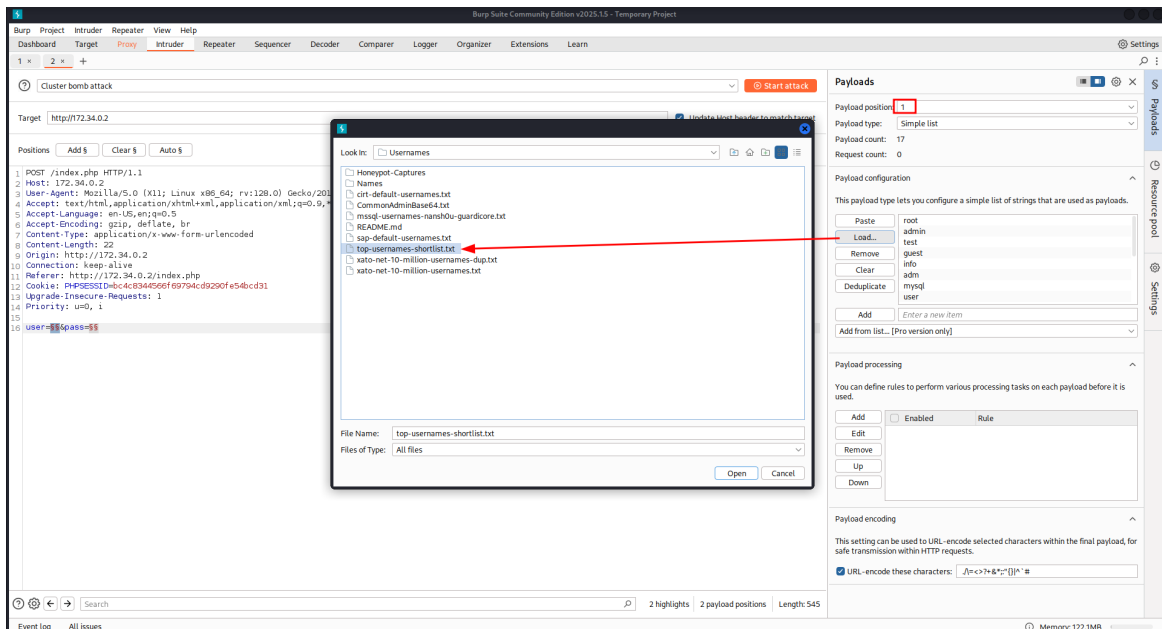 Burp Suite Community Edition v2025.1.5 - Temporary Project
Burp Project Intruder Repeater View Help
Dashboard Target Proxy Intruder Repeater Sequencer Decoder Comparer Logger Organizer Extensions Learn Settings
1 × 2 × +
Cluster bomb attack
Start attack
Target http://172.34.0.2
Update Host header to match target
Positions Add § Clear § Auto §
1 POST /index.php HTTP/1.1
2 Host: 172.34.0.2
3 User-Agent: Mozilla/5.0 (X11; Linux x86_64; rv:128.0) Gecko/201
4 Accept: text/html,application/xhtml+xml,application/xml;q=0.9,*
5 Accept-Language: en-US,en;q=0.5
6 Accept-Encoding: gzip, deflate, br
7 Content-Type: application/x-www-form-urlencoded
8 Content-Length: 22
9 Origin: http://172.34.0.2
10 Connection: keep-alive
11 Referer: http://172.34.0.2/index.php
12 Cookie: PHPSESSID=bc4c8344566f69794cd9290fe54bcd31
13 Upgrade-Insecure-Requests: 1
14 Priority: u=0, i
15
16 user=§§&pass=§§
Look In: Usernames
Honeypot-Captures
Names
cirt-default-usernames.txt
CommonAdminBase64.txt
mssql-usernames-nansh0u-guardicore.txt
README.md
sap-default-usernames.txt
top-usernames-shortlist.txt
xato-net-10-million-usernames-dup.txt
xato-net-10-million-usernames.txt
File Name: top-usernames-shortlist.txt
Files of Type: All files
Open Cancel
Payloads
Payload position: 1
Payload type: Simple list
Payload count: 17
Request count: 0
Payload configuration
This payload type lets you configure a simple list of strings that are used as payloads.
Paste
Load...
Remove
Clear
Deduplicate
root
admin
test
guest
info
adm
mysql
user
Add Enter a new item
Add from list... [Pro version only]
Payload processing
You can define rules to perform various processing tasks on each payload before it is
used.
Add
Edit
Remove
Up
Down
Enabled Rule
Payload encoding
This setting can be used to URL-encode selected characters within the final payload, for
safe transmission within HTTP requests.
URL-encode these characters: ./\=<>?+&*;:"{}|^`#
Payloads
Resource pool
Settings
Search
2 highlights 2 payload positions Length: 545
Event log All issues
Memory: 122.1MB